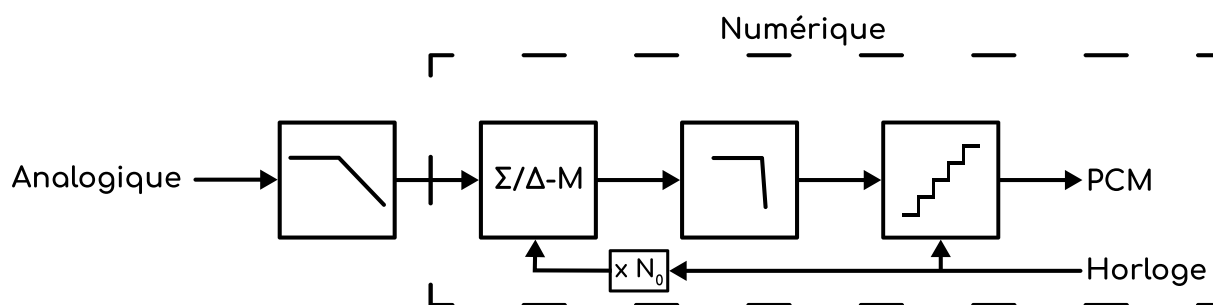 Numérique
Analogique
Σ/Δ-M
PCM
x N₀
Horloge